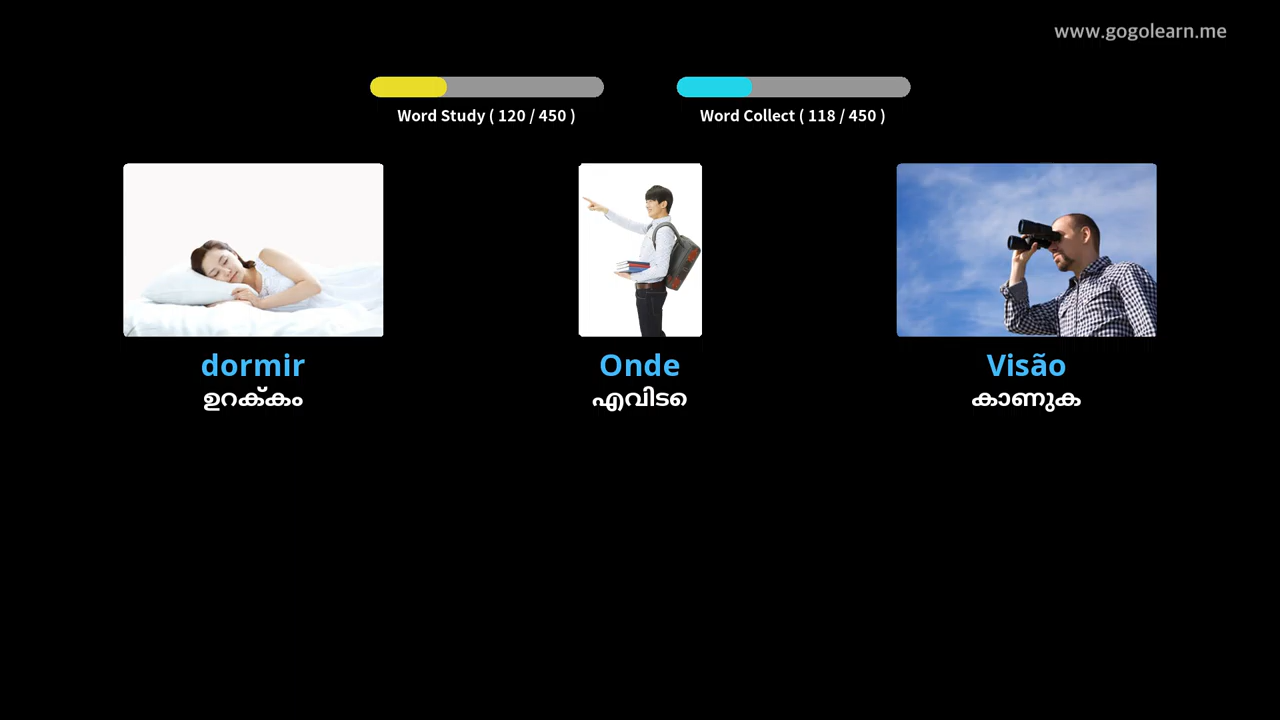 www.gogolearn.me
Word Study ( 120 / 450 )
Word Collect ( 118 / 450 )
dormir
Onde
Visão
ഉറക്കം
എവിടെ
കാണുക